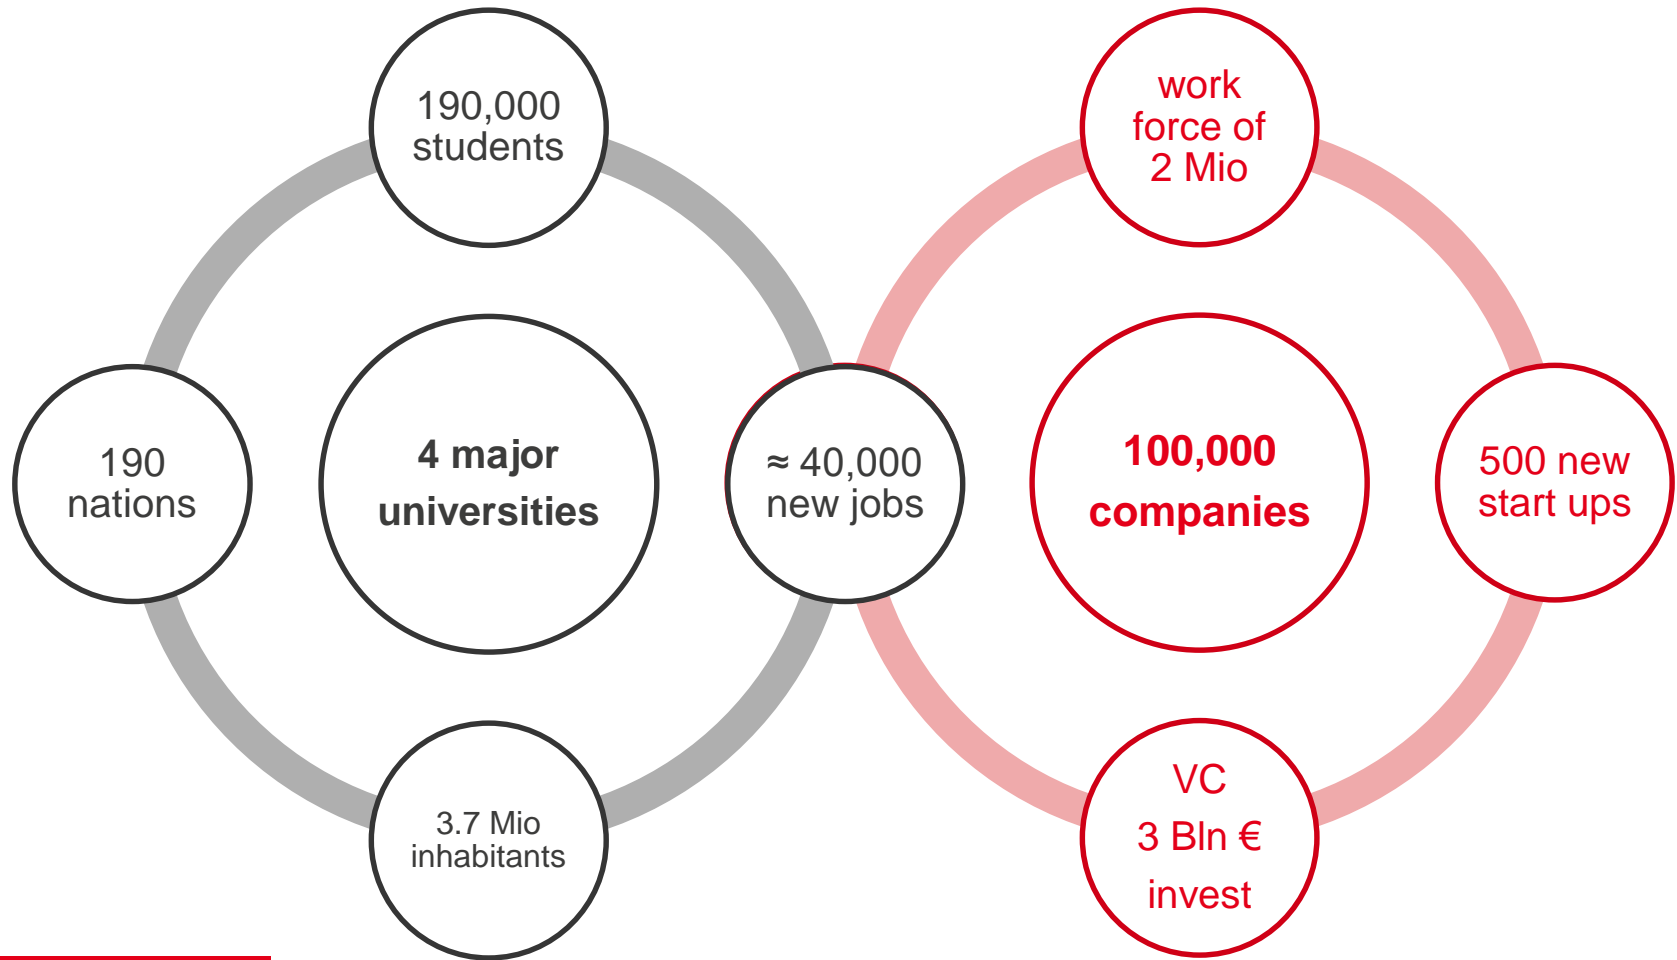 190,000
students
190
nations
4 major
universities
≈ 40,000
new jobs
3.7 Mio
inhabitants
work
force of
2 Mio
100,000
companies
500 new
start ups
VC
3 Bln €
invest